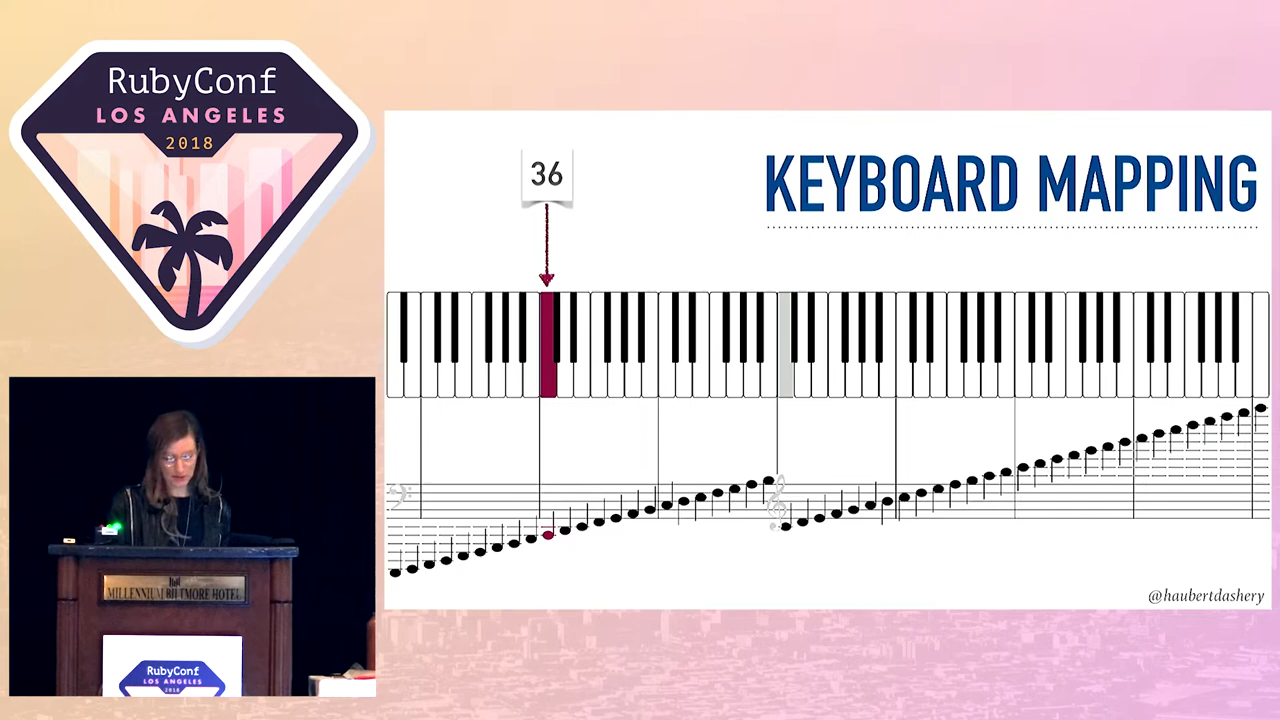 RubyConf
LOS ANGELES
2018
36
KEYBOARD MAPPING
@haubertdashery
MILLENNIUM BILTMORE HOTEL
RubyConf
LOS ANGELES
2018